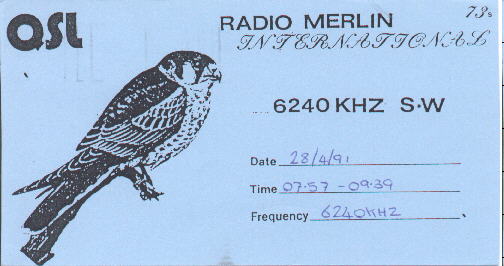 QSL
RADIO MERLIN 73s
INTERNATIONAL
6240 KHZ S·W
Date 28/4/91
Time 07.57 - 09.39
Frequency 6240KHZ